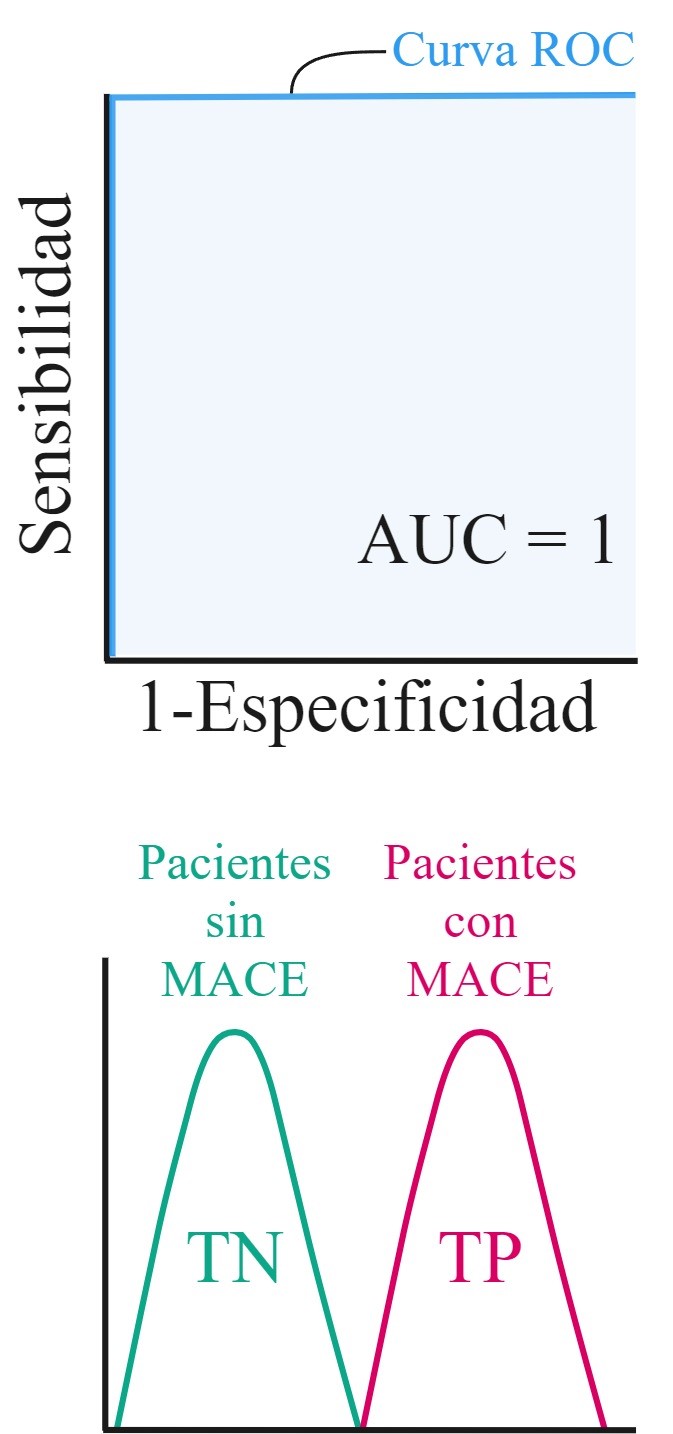 Curva ROC
Sensibilidad
AUC = 1
1-Especificidad
Pacientes
sin
MACE
Pacientes
con
MACE
TN
TP